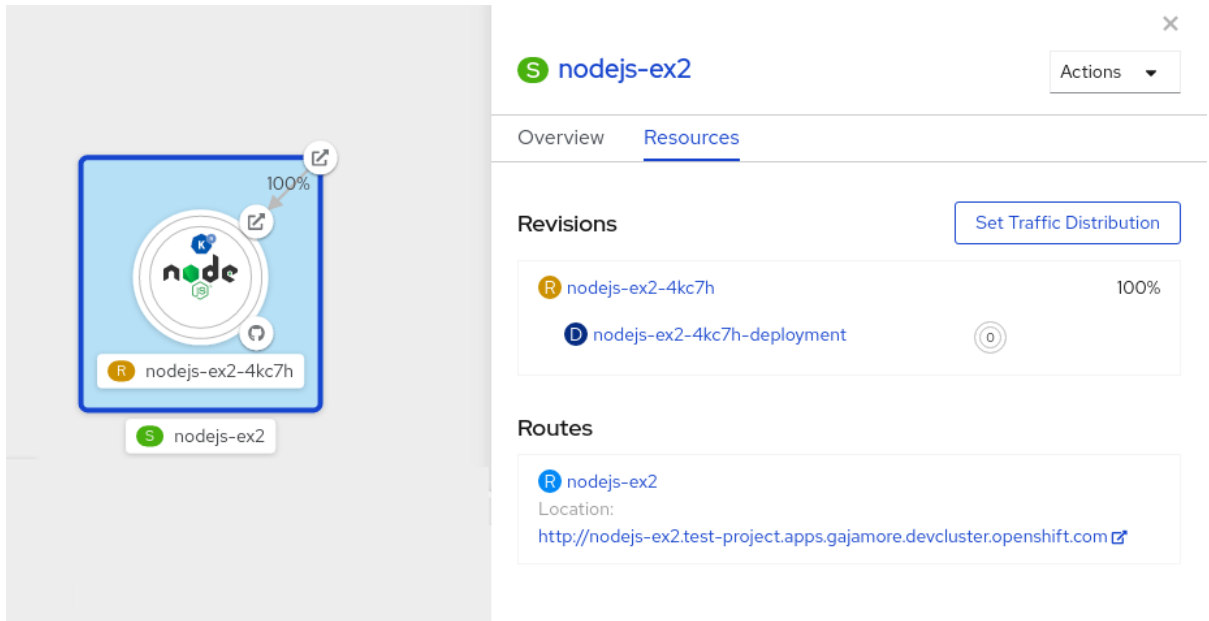 100%
K
node
JS
R nodejs-ex2-4kc7h
S nodejs-ex2
S nodejs-ex2
Actions
Overview Resources
Revisions
Set Traffic Distribution
R nodejs-ex2-4kc7h 100%
D nodejs-ex2-4kc7h-deployment 0
Routes
R nodejs-ex2
Location:
http://nodejs-ex2.test-project.apps.gajamore.devcluster.openshift.com